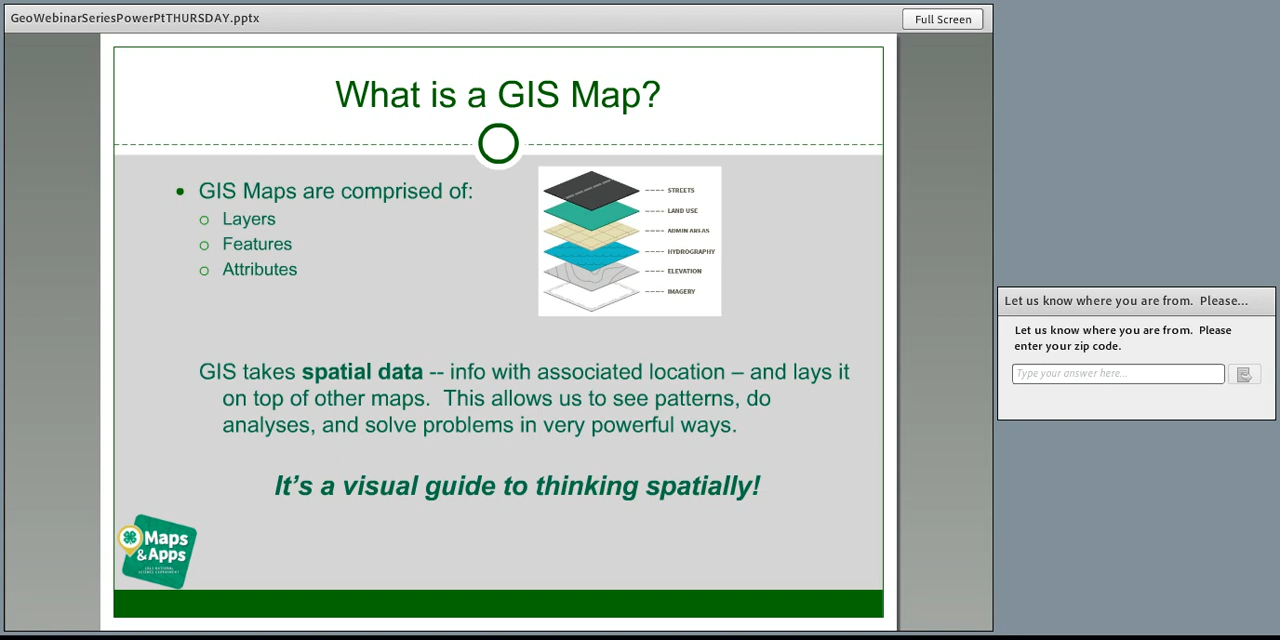 GeoWebinarSeriesPowerPtTHURSDAY.pptx
Full Screen
What is a GIS Map?
• GIS Maps are comprised of:
o Layers
o Features
o Attributes
STREETS
LAND USE
ADMIN AREAS
HYDROGRAPHY
ELEVATION
IMAGERY
GIS takes spatial data -- info with associated location – and lays it
on top of other maps.  This allows us to see patterns, do
analyses, and solve problems in very powerful ways.
It’s a visual guide to thinking spatially!
Maps
& Apps
Let us know where you are from.  Please...
Let us know where you are from.  Please
enter your zip code.
Type your answer here...